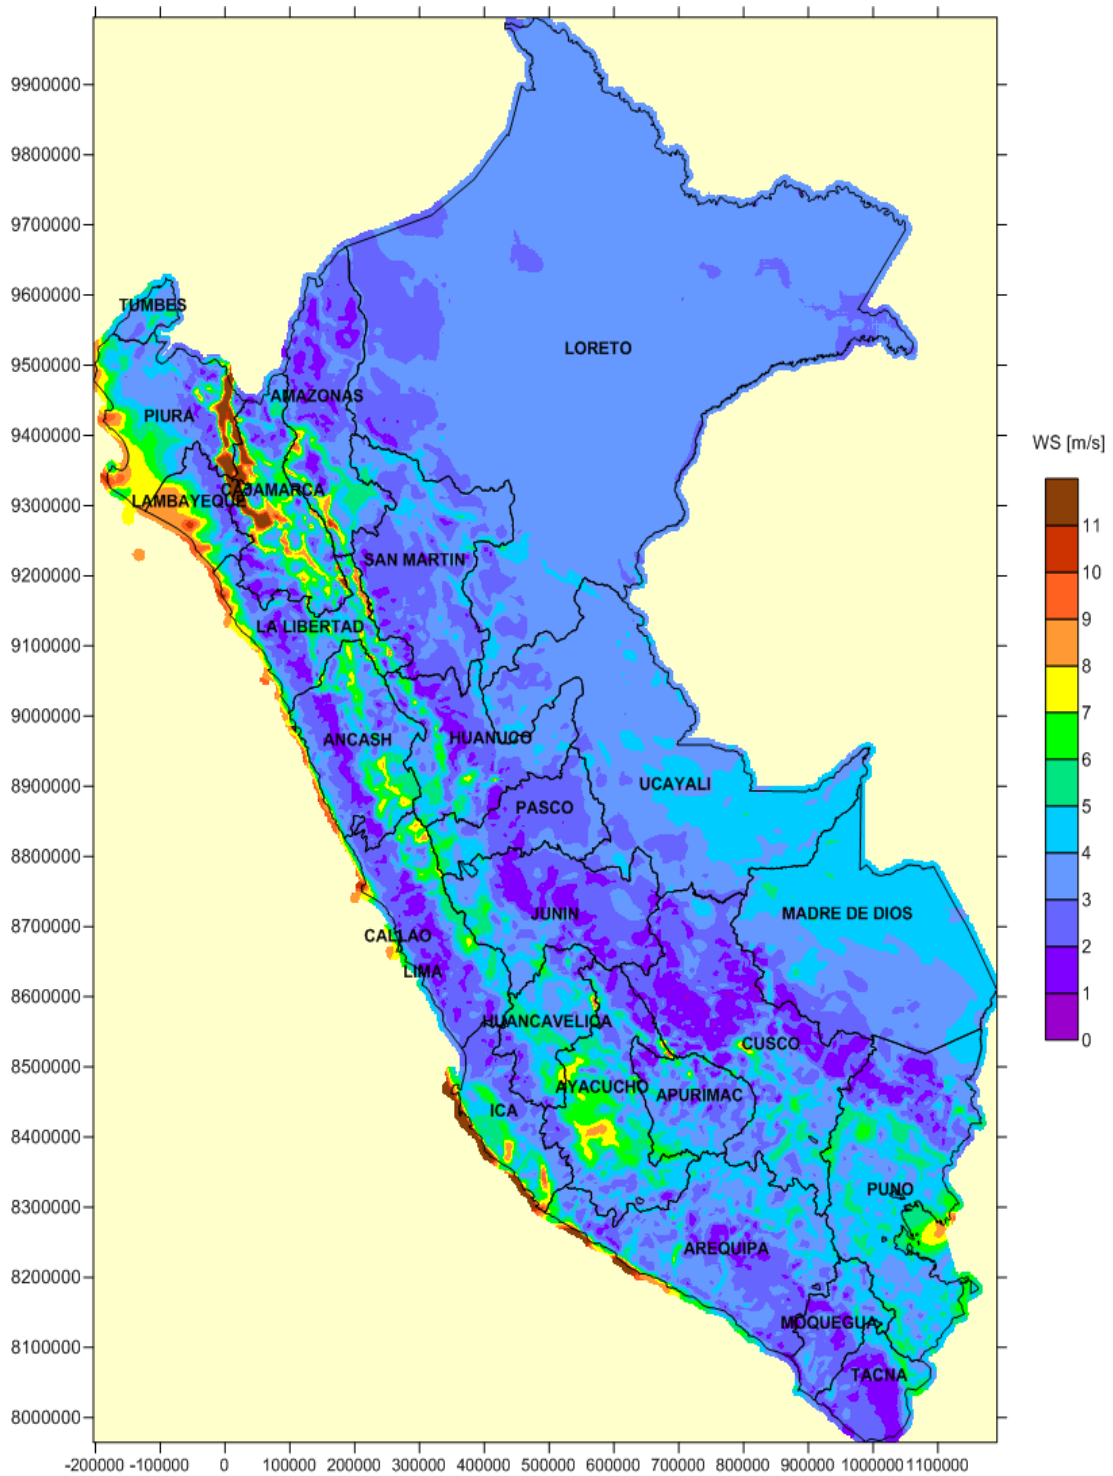 9900000
9800000
9700000
9600000
9500000
9400000
9300000
9200000
9100000
9000000
8900000
8800000
8700000
8600000
8500000
8400000
8300000
8200000
8100000
8000000
TUMBES
LORETO
AMAZONAS
PIURA
CAJAMARCA
LAMBAYEQUE
SAN MARTIN
LA LIBERTAD
ANCASH
HUANUCO
UCAYALI
PASCO
JUNIN
MADRE DE DIOS
CALLAO
LIMA
HUANCAVELICA
CUSCO
AYACUCHO
APURIMAC
ICA
PUNO
AREQUIPA
MOQUEGUA
TACNA
WS [m/s]
11
10
9
8
7
6
5
4
3
2
1
0
-200000 -100000 0 100000 200000 300000 400000 500000 600000 700000 800000 900000 1000000 1100000